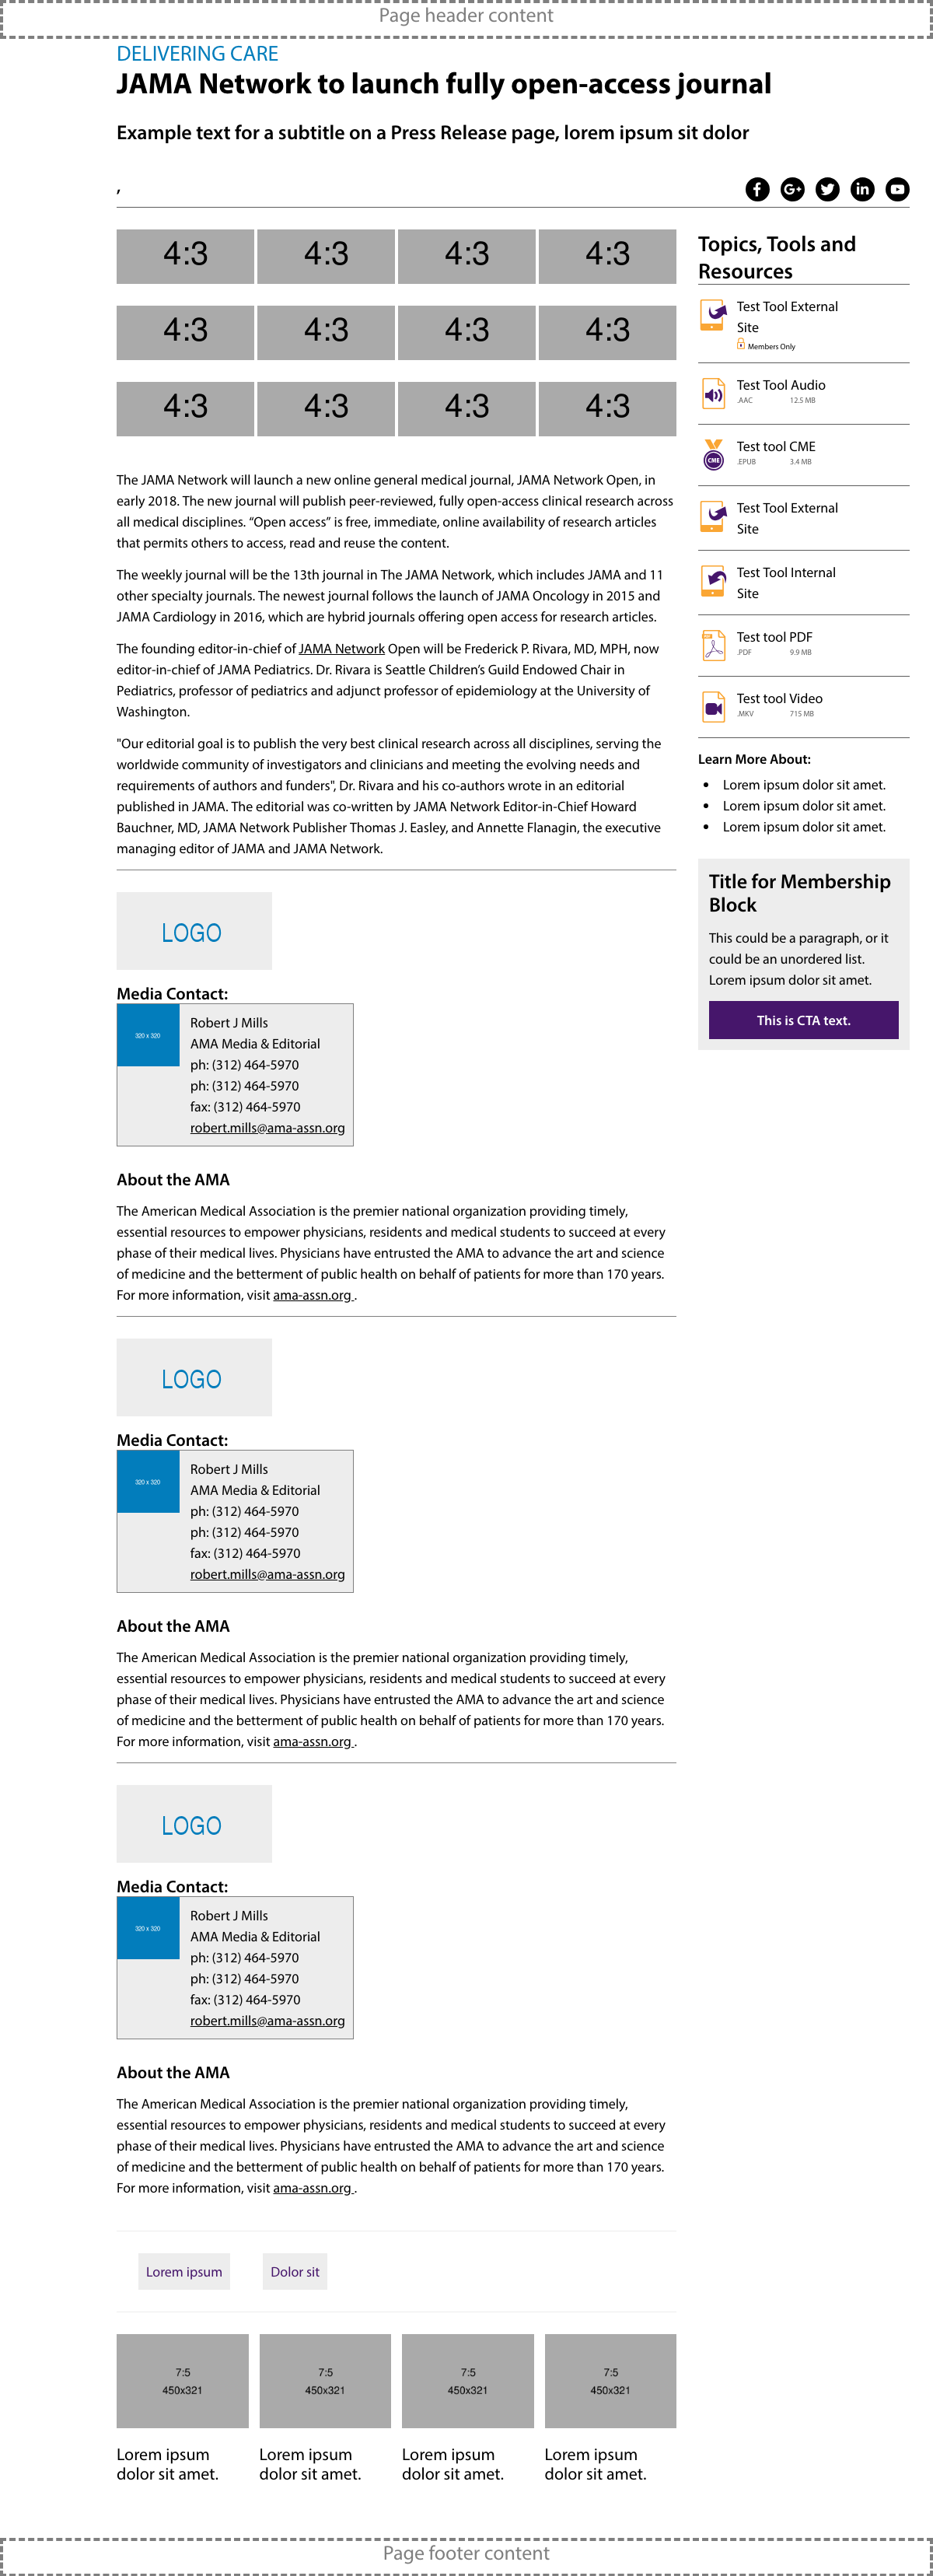 Page header content
DELIVERING CARE
JAMA Network to launch fully open-access journal
Example text for a subtitle on a Press Release page, lorem ipsum sit dolor
,
4:3 4:3 4:3 4:3
4:3 4:3 4:3 4:3
4:3 4:3 4:3 4:3
The JAMA Network will launch a new online general medical journal, JAMA Network Open, in
early 2018. The new journal will publish peer-reviewed, fully open-access clinical research across
all medical disciplines. “Open access” is free, immediate, online availability of research articles
that permits others to access, read and reuse the content.
The weekly journal will be the 13th journal in The JAMA Network, which includes JAMA and 11
other specialty journals. The newest journal follows the launch of JAMA Oncology in 2015 and
JAMA Cardiology in 2016, which are hybrid journals offering open access for research articles.
The founding editor-in-chief of JAMA Network Open will be Frederick P. Rivara, MD, MPH, now
editor-in-chief of JAMA Pediatrics. Dr. Rivara is Seattle Children’s Guild Endowed Chair in
Pediatrics, professor of pediatrics and adjunct professor of epidemiology at the University of
Washington.
"Our editorial goal is to publish the very best clinical research across all disciplines, serving the
worldwide community of investigators and clinicians and meeting the evolving needs and
requirements of authors and funders", Dr. Rivara and his co-authors wrote in an editorial
published in JAMA. The editorial was co-written by JAMA Network Editor-in-Chief Howard
Bauchner, MD, JAMA Network Publisher Thomas J. Easley, and Annette Flanagin, the executive
managing editor of JAMA and JAMA Network.
LOGO
Media Contact:
320 x 320
Robert J Mills
AMA Media & Editorial
ph: (312) 464-5970
ph: (312) 464-5970
fax: (312) 464-5970
robert.mills@ama-assn.org
About the AMA
The American Medical Association is the premier national organization providing timely,
essential resources to empower physicians, residents and medical students to succeed at every
phase of their medical lives. Physicians have entrusted the AMA to advance the art and science
of medicine and the betterment of public health on behalf of patients for more than 170 years.
For more information, visit ama-assn.org .
LOGO
Media Contact:
320 x 320
Robert J Mills
AMA Media & Editorial
ph: (312) 464-5970
ph: (312) 464-5970
fax: (312) 464-5970
robert.mills@ama-assn.org
About the AMA
The American Medical Association is the premier national organization providing timely,
essential resources to empower physicians, residents and medical students to succeed at every
phase of their medical lives. Physicians have entrusted the AMA to advance the art and science
of medicine and the betterment of public health on behalf of patients for more than 170 years.
For more information, visit ama-assn.org .
LOGO
Media Contact:
320 x 320
Robert J Mills
AMA Media & Editorial
ph: (312) 464-5970
ph: (312) 464-5970
fax: (312) 464-5970
robert.mills@ama-assn.org
About the AMA
The American Medical Association is the premier national organization providing timely,
essential resources to empower physicians, residents and medical students to succeed at every
phase of their medical lives. Physicians have entrusted the AMA to advance the art and science
of medicine and the betterment of public health on behalf of patients for more than 170 years.
For more information, visit ama-assn.org .
Lorem ipsum Dolor sit
7:5 7:5 7:5 7:5
450x321 450x321 450x321 450x321
Lorem ipsum Lorem ipsum Lorem ipsum Lorem ipsum
dolor sit amet. dolor sit amet. dolor sit amet. dolor sit amet.
Topics, Tools and
Resources
Test Tool External
Site
Members Only
Test Tool Audio
.AAC 12.5 MB
CME
Test tool CME
.EPUB 3.4 MB
Test Tool External
Site
Test Tool Internal
Site
Test tool PDF
.PDF 9.9 MB
Test tool Video
.MKV 715 MB
Learn More About:
• Lorem ipsum dolor sit amet.
• Lorem ipsum dolor sit amet.
• Lorem ipsum dolor sit amet.
Title for Membership
Block
This could be a paragraph, or it
could be an unordered list.
Lorem ipsum dolor sit amet.
This is CTA text.
Page footer content